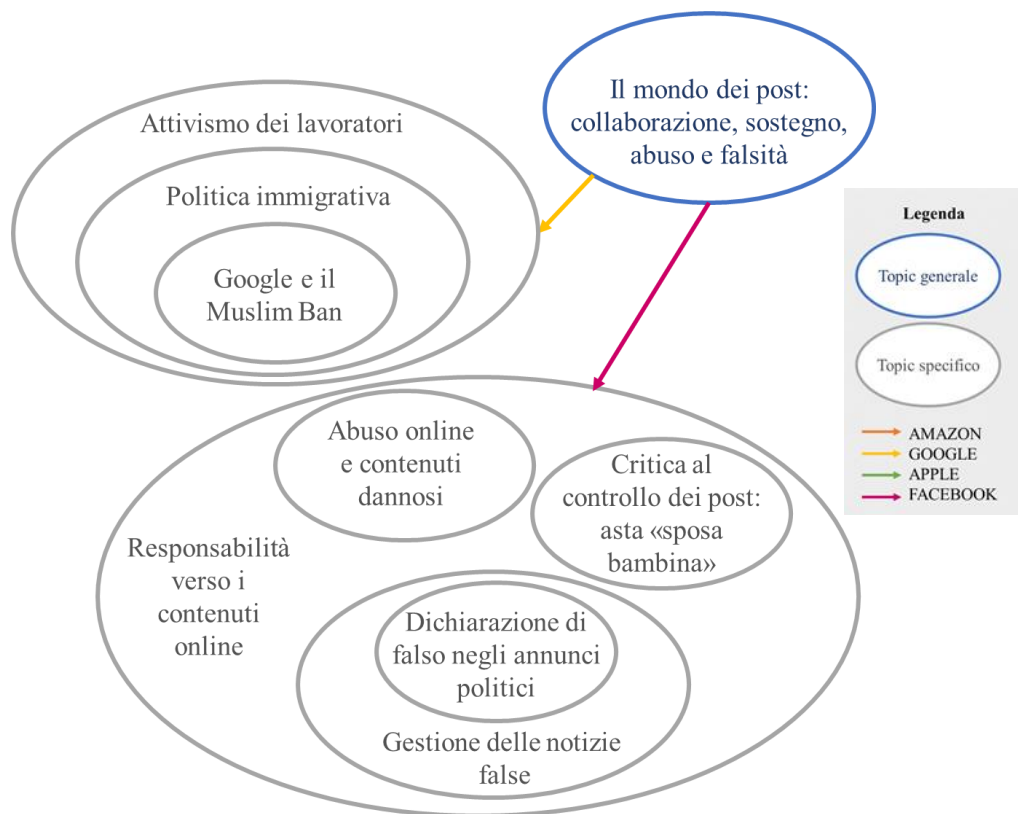 Il mondo dei post:
collaborazione, sostegno,
abuso e falsità
Attivismo dei lavoratori
Politica immigrativa
Google e il
Muslim Ban
Legenda
Topic generale
Topic specifico
AMAZON
GOOGLE
APPLE
FACEBOOK
Abuso online
e contenuti
dannosi
Critica al
controllo dei post:
asta «sposa
bambina»
Responsabilità
verso i
contenuti
online
Dichiarazione di
falso negli annunci
politici
Gestione delle notizie
false